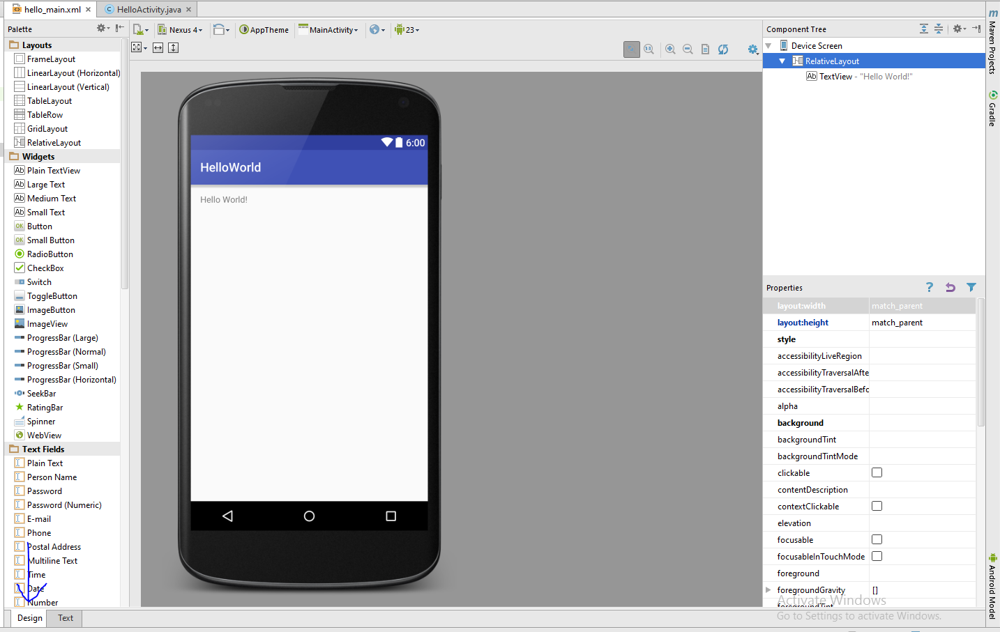 hello_main.xml
HelloActivity.java
Palette
Nexus 4
AppTheme
MainActivity
23
Component Tree
Layouts
FrameLayout
LinearLayout (Horizontal)
LinearLayout (Vertical)
TableLayout
TableRow
GridLayout
RelativeLayout
Widgets
Plain TextView
Large Text
Medium Text
Small Text
Button
Small Button
RadioButton
CheckBox
Switch
ToggleButton
ImageButton
ImageView
ProgressBar (Large)
ProgressBar (Normal)
ProgressBar (Small)
ProgressBar (Horizontal)
SeekBar
RatingBar
Spinner
WebView
Text Fields
Plain Text
Person Name
Password
Password (Numeric)
E-mail
Phone
Postal Address
Multiline Text
Time
Date
Number
Design
Text
6:00
HelloWorld
Hello World!
Device Screen
RelativeLayout
Ab TextView - "Hello World!"
Properties
layout:width match_parent
layout:height match_parent
style
accessibilityLiveRegion
accessibilityTraversalAfte
accessibilityTraversalBefo
alpha
background
backgroundTint
backgroundTintMode
clickable
contentDescription
contextClickable
elevation
focusable
focusableInTouchMode
foreground
foregroundGravity []
foregroundTint
Activate Windows
Go to Settings to activate Windows.
Maven Projects
Gradle
Android Model